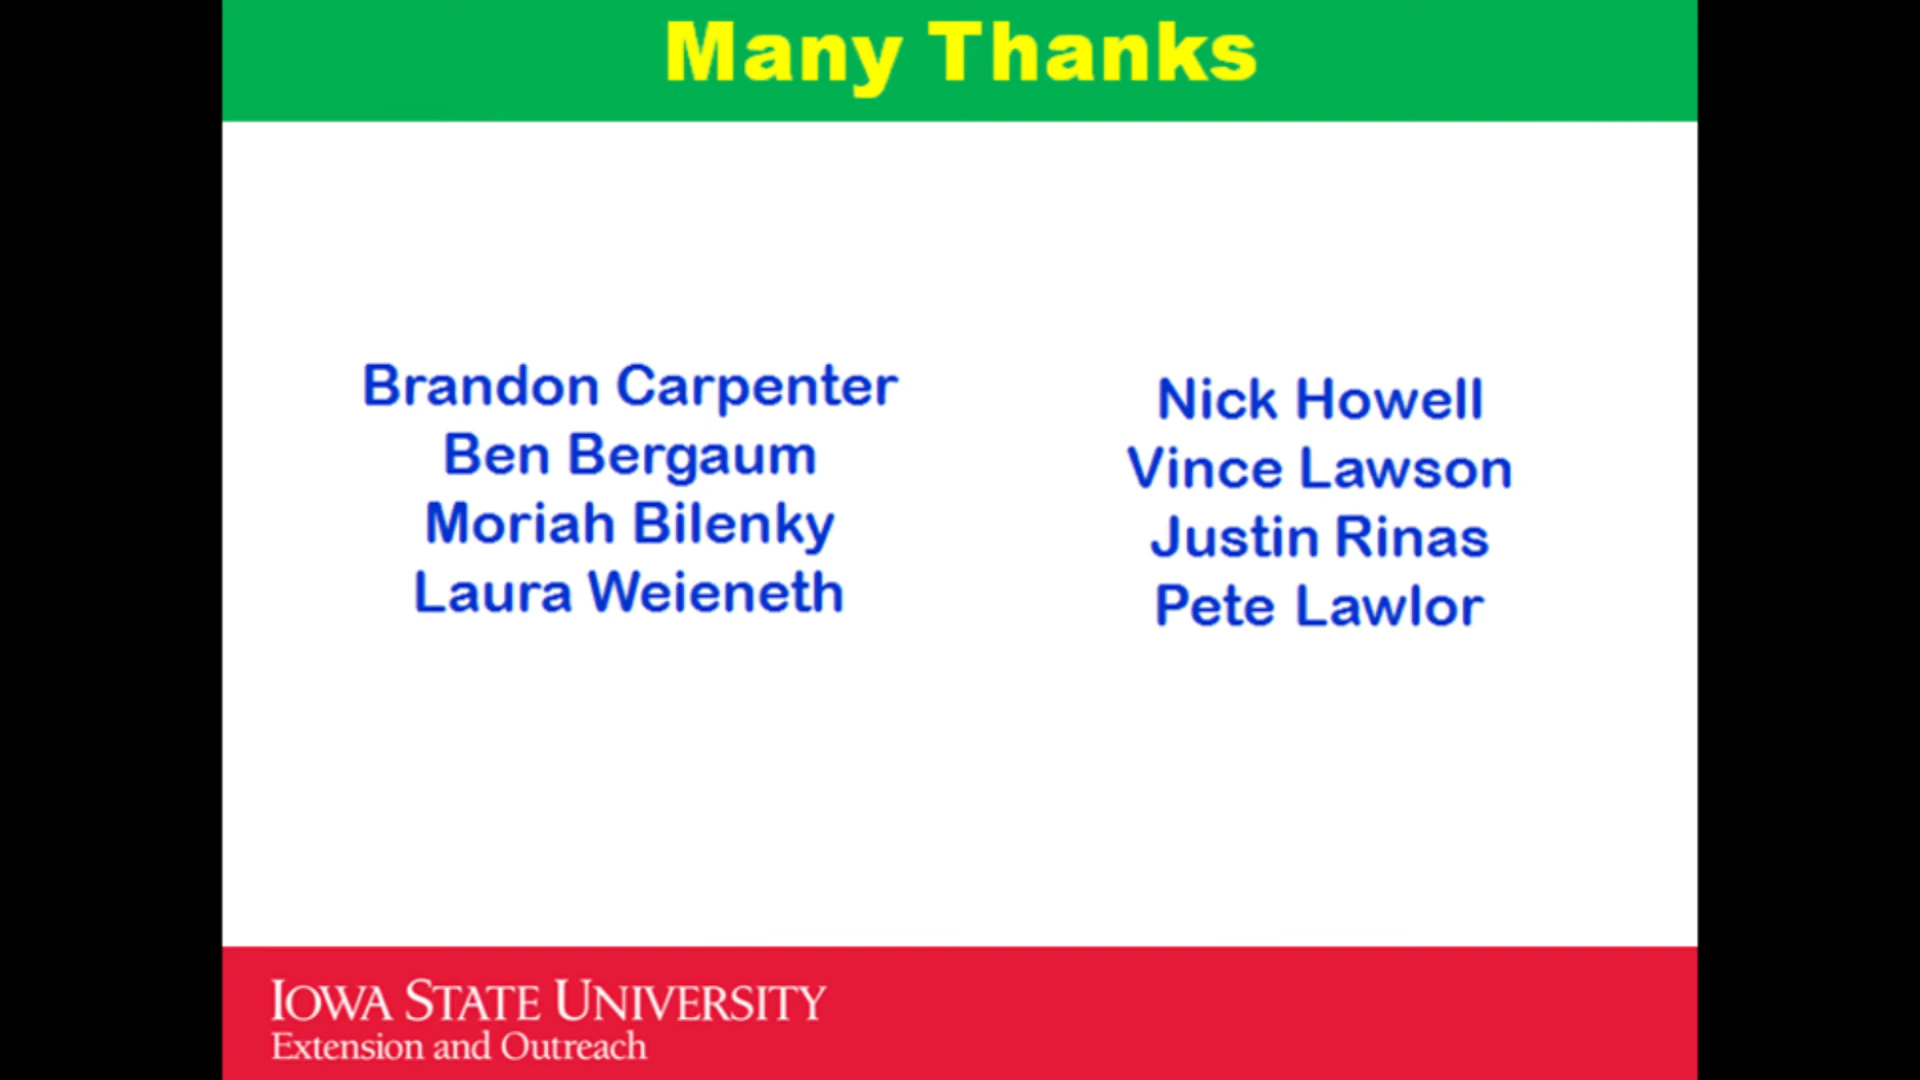 Many Thanks
Brandon Carpenter
Ben Bergaum
Moriah Bilenky
Laura Weieneth
Nick Howell
Vince Lawson
Justin Rinas
Pete Lawlor
IOWA STATE UNIVERSITY
Extension and Outreach